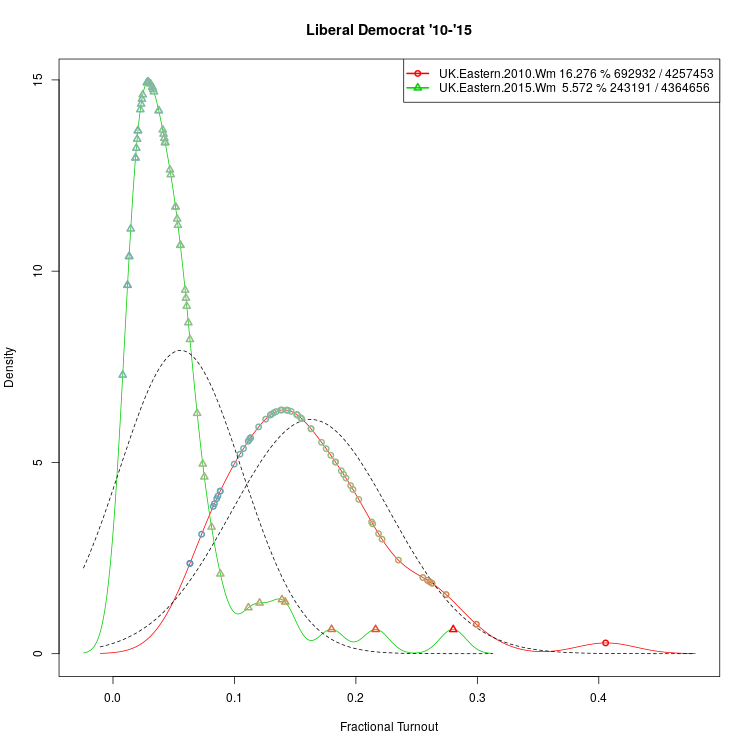 Liberal Democrat '10-'15
UK.Eastern.2010.Wm 16.276 % 692932 / 4257453
UK.Eastern.2015.Wm 5.572 % 243191 / 4364656
15
10
5
0
Density
0.0 0.1 0.2 0.3 0.4
Fractional Turnout